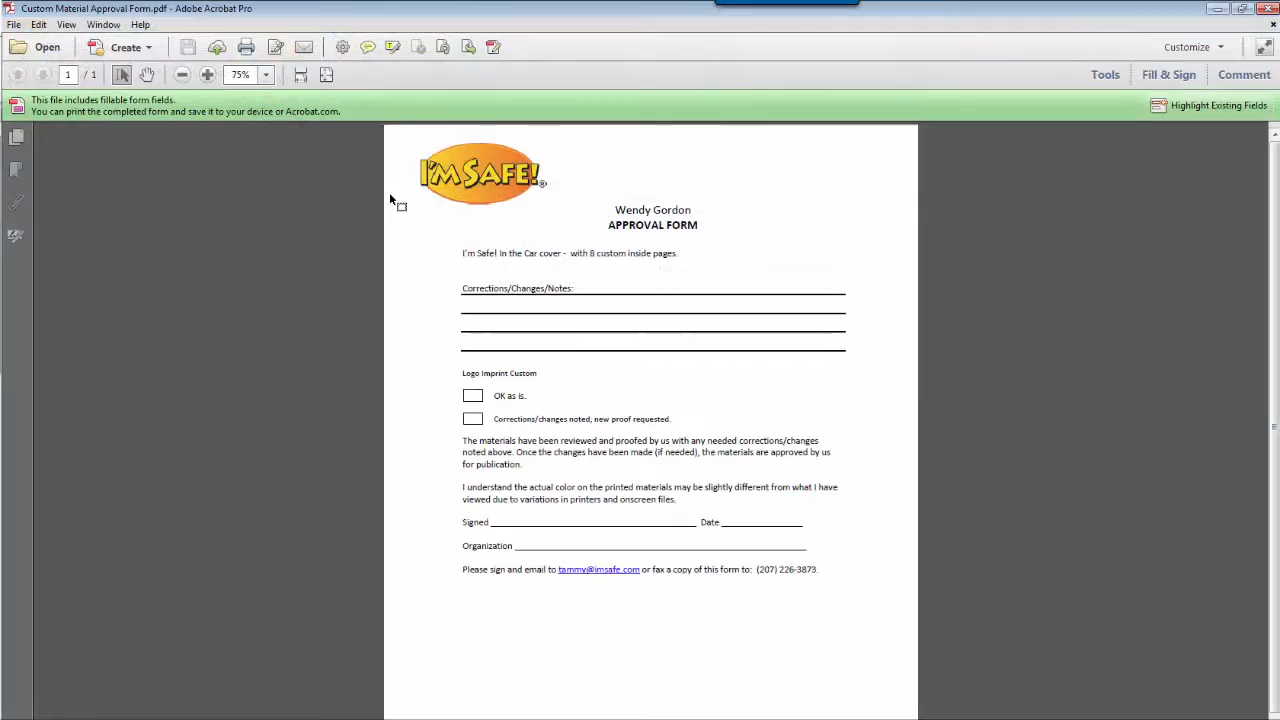 Custom Material Approval Form.pdf - Adobe Acrobat Pro
File Edit View Window Help
Open Create Customize
1 / 1 75% Tools Fill & Sign Comment
This file includes fillable form fields.
You can print the completed form and save it to your device or Acrobat.com.
Highlight Existing Fields
I'M SAFE! ®
Wendy Gordon
APPROVAL FORM
I'm Safe! In the Car cover - with 8 custom inside pages.
Corrections/Changes/Notes:
Logo Imprint Custom
OK as is.
Corrections/changes noted, new proof requested.
The materials have been reviewed and proofed by us with any needed corrections/changes
noted above. Once the changes have been made (if needed), the materials are approved by us
for publication.
I understand the actual color on the printed materials may be slightly different from what I have
viewed due to variations in printers and onscreen files.
Signed Date
Organization
Please sign and email to tammy@imsafe.com or fax a copy of this form to: (207) 226-3873.